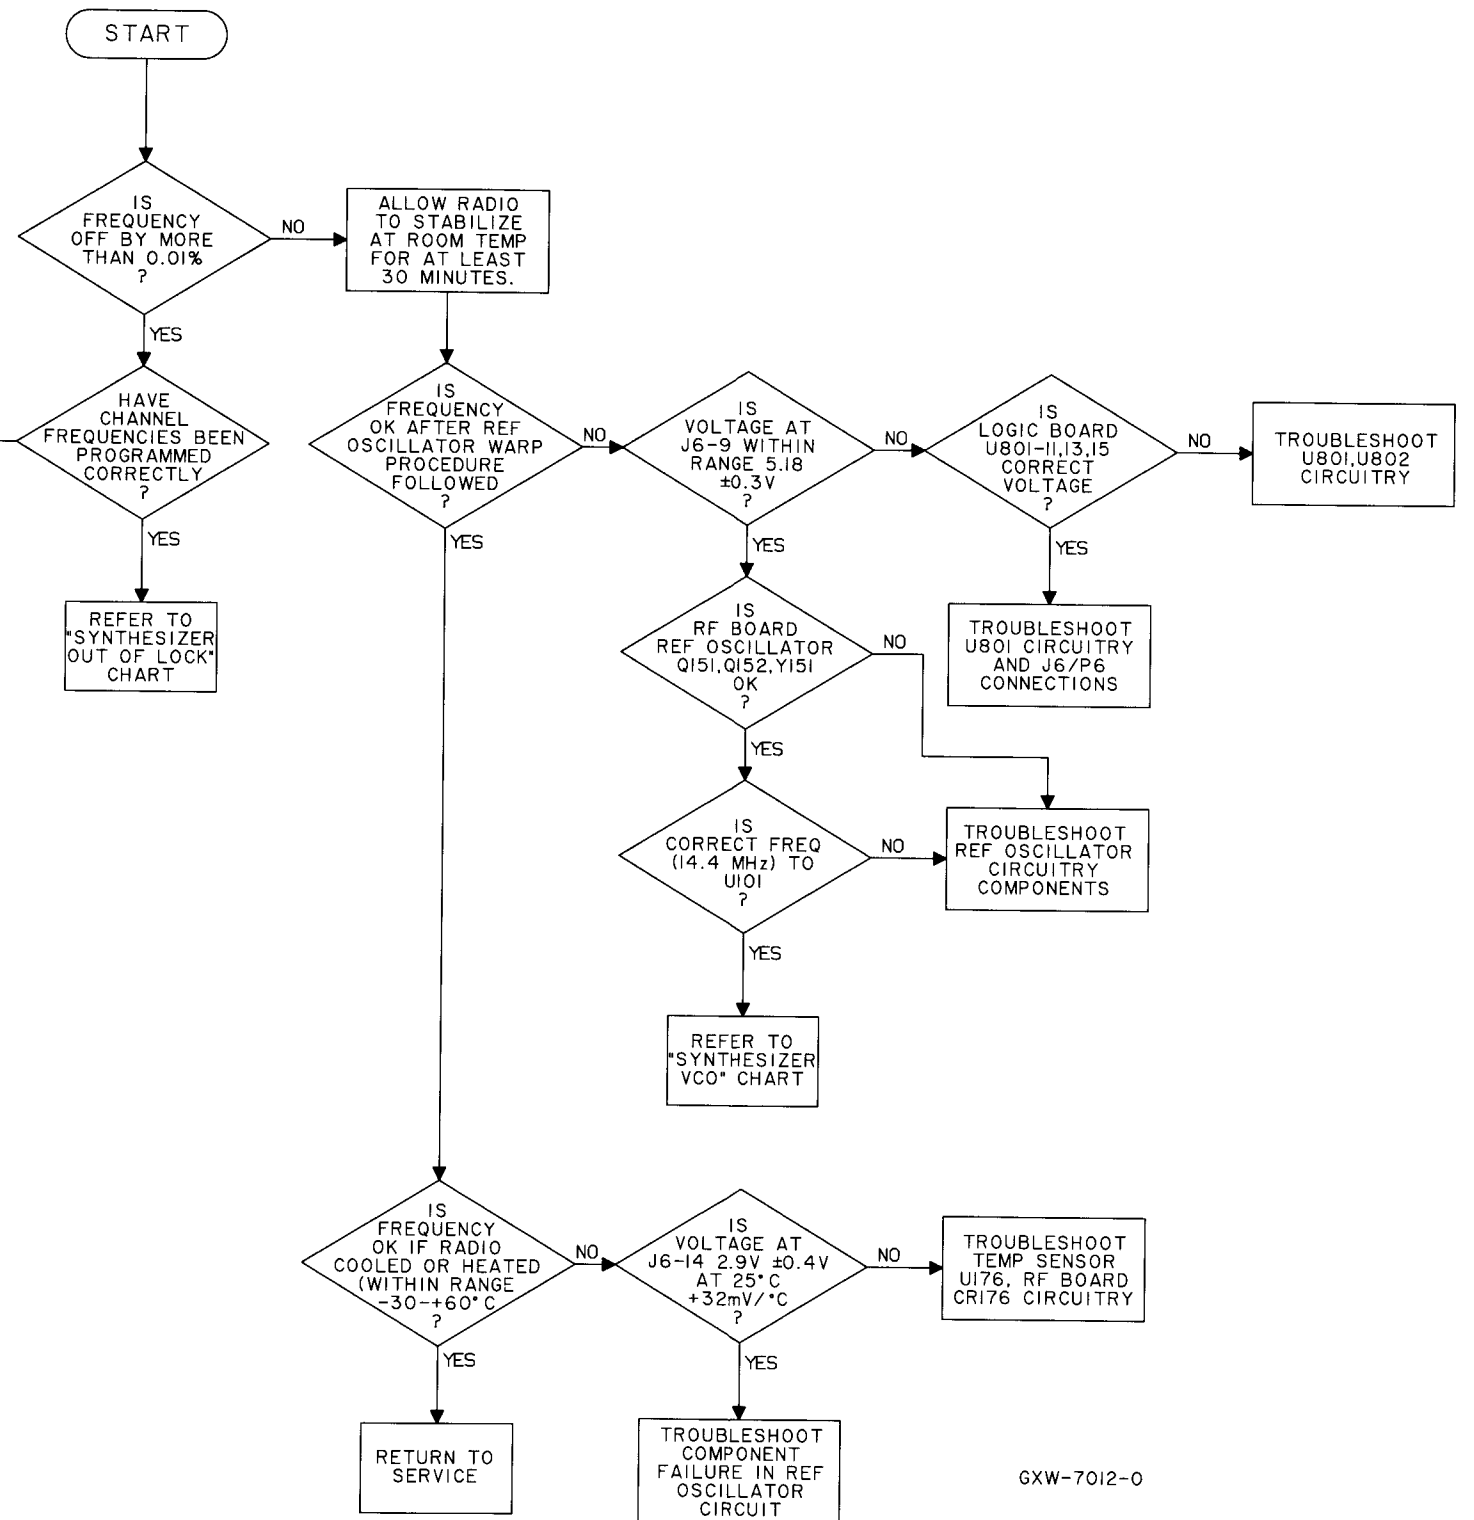 START
IS
FREQUENCY
OFF BY MORE
THAN 0.01%
?
NO
YES
ALLOW RADIO
TO STABILIZE
AT ROOM TEMP
FOR AT LEAST
30 MINUTES.
HAVE
CHANNEL
FREQUENCIES BEEN
PROGRAMMED
CORRECTLY
?
YES
REFER TO
"SYNTHESIZER
OUT OF LOCK"
CHART
IS
FREQUENCY
OK AFTER REF
OSCILLATOR WARP
PROCEDURE
FOLLOWED
?
NO
YES
IS
VOLTAGE AT
J6-9 WITHIN
RANGE 5.18
±0.3V
?
NO
YES
IS
LOGIC BOARD
U801-11,13,15
CORRECT
VOLTAGE
?
NO
YES
TROUBLESHOOT
U801,U802
CIRCUITRY
TROUBLESHOOT
U801 CIRCUITRY
AND J6/P6
CONNECTIONS
IS
RF BOARD
REF OSCILLATOR
Q151,Q152,Y151
OK
?
NO
YES
IS
CORRECT FREQ
(14.4 MHz) TO
U101
?
NO
YES
TROUBLESHOOT
REF OSCILLATOR
CIRCUITRY
COMPONENTS
REFER TO
"SYNTHESIZER
VCO" CHART
IS
FREQUENCY
OK IF RADIO
COOLED OR HEATED
(WITHIN RANGE
-30-+60°C
?
NO
YES
IS
VOLTAGE AT
J6-14 2.9V ±0.4V
AT 25°C
+32mV/°C
?
NO
YES
TROUBLESHOOT
TEMP SENSOR
U176, RF BOARD
CR176 CIRCUITRY
RETURN TO
SERVICE
TROUBLESHOOT
COMPONENT
FAILURE IN REF
OSCILLATOR
CIRCUIT
GXW-7012-0